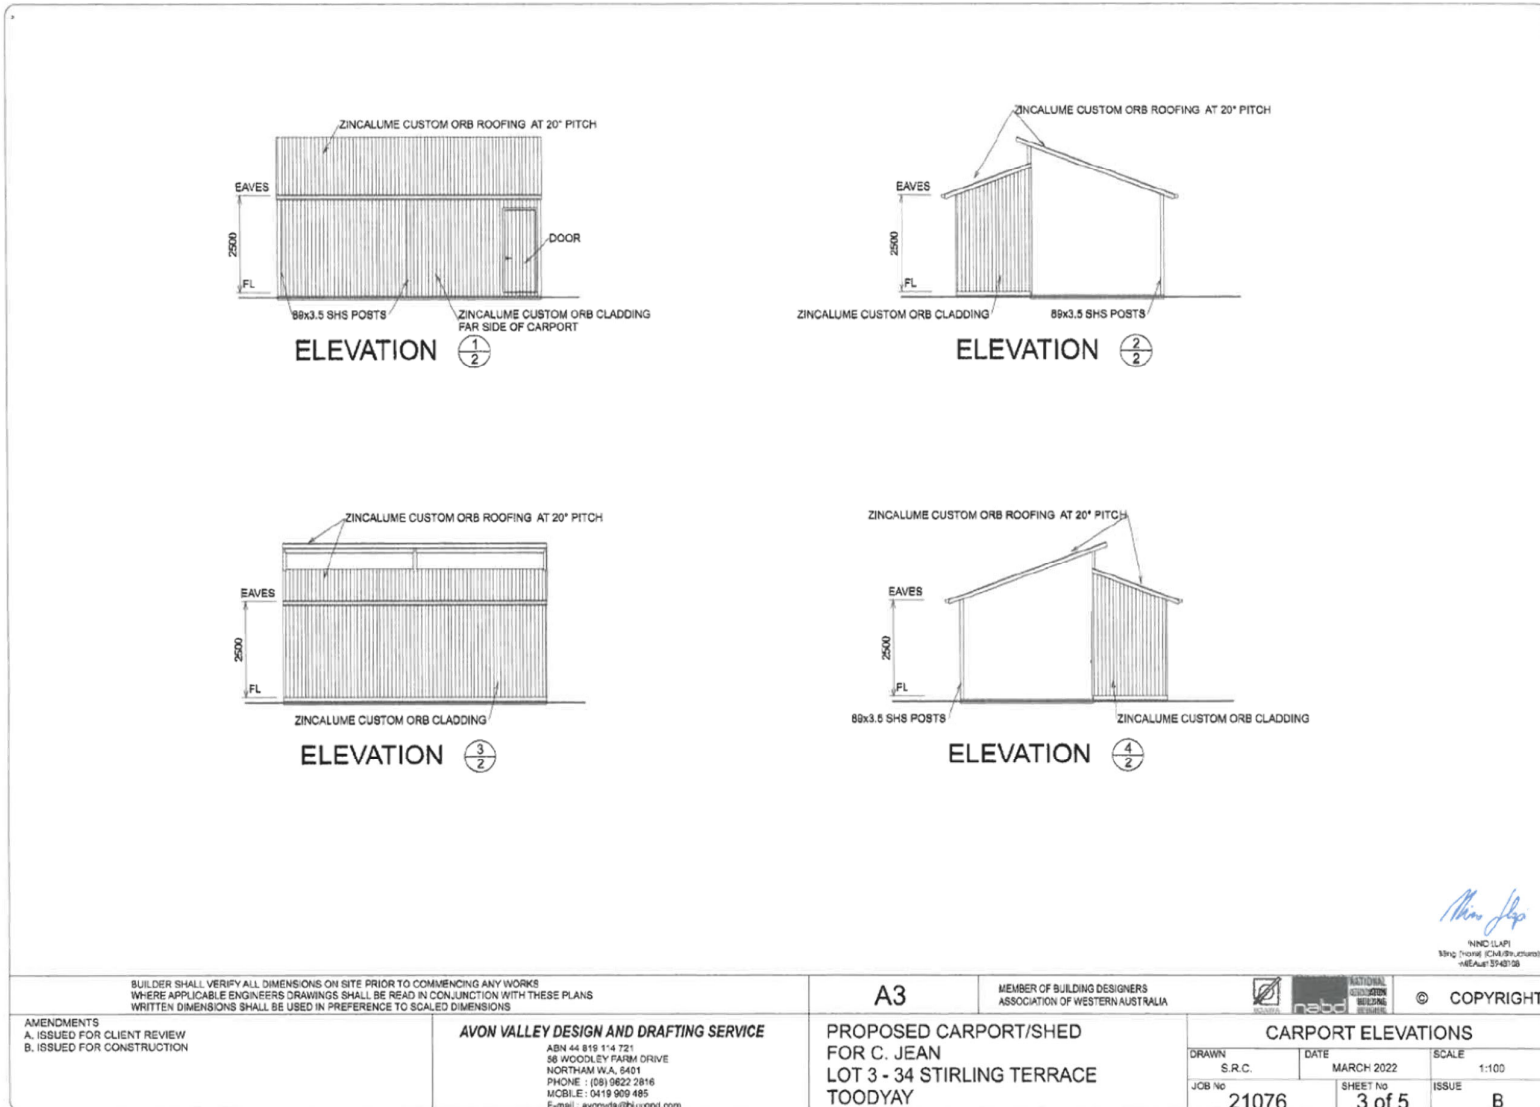 ZINCALUME CUSTOM ORB ROOFING AT 20° PITCH
EAVES
2500
FL
DOOR
89x3.5 SHS POSTS
ZINCALUME CUSTOM ORB CLADDING
FAR SIDE OF CARPORT
ELEVATION 1/2
ZINCALUME CUSTOM ORB ROOFING AT 20° PITCH
EAVES
2500
FL
ZINCALUME CUSTOM ORB CLADDING
89x3.5 SHS POSTS
ELEVATION 2/2
ZINCALUME CUSTOM ORB ROOFING AT 20° PITCH
EAVES
2500
FL
ZINCALUME CUSTOM ORB CLADDING
ELEVATION 3/2
ZINCALUME CUSTOM ORB ROOFING AT 20° PITCH
EAVES
2500
FL
89x3.5 SHS POSTS
ZINCALUME CUSTOM ORB CLADDING
ELEVATION 4/2
BUILDER SHALL VERIFY ALL DIMENSIONS ON SITE PRIOR TO COMMENCING ANY WORKS
WHERE APPLICABLE ENGINEERS DRAWINGS SHALL BE READ IN CONJUNCTION WITH THESE PLANS
WRITTEN DIMENSIONS SHALL BE USED IN PREFERENCE TO SCALED DIMENSIONS
A3
MEMBER OF BUILDING DESIGNERS
ASSOCIATION OF WESTERN AUSTRALIA
nabd
NATIONAL
BUILDING
© COPYRIGHT
AMENDMENTS
A. ISSUED FOR CLIENT REVIEW
B. ISSUED FOR CONSTRUCTION
AVON VALLEY DESIGN AND DRAFTING SERVICE
ABN 44 819 114 721
58 WOODLEY FARM DRIVE
NORTHAM W.A. 6401
PHONE : (08) 9622 2816
MOBILE : 0419 909 485
E-mail :
PROPOSED CARPORT/SHED
FOR C. JEAN
LOT 3 - 34 STIRLING TERRACE
TOODYAY
CARPORT ELEVATIONS
DRAWN
S.R.C.
DATE
MARCH 2022
SCALE
1:100
JOB No
21076
SHEET No
3 of 5
ISSUE
B